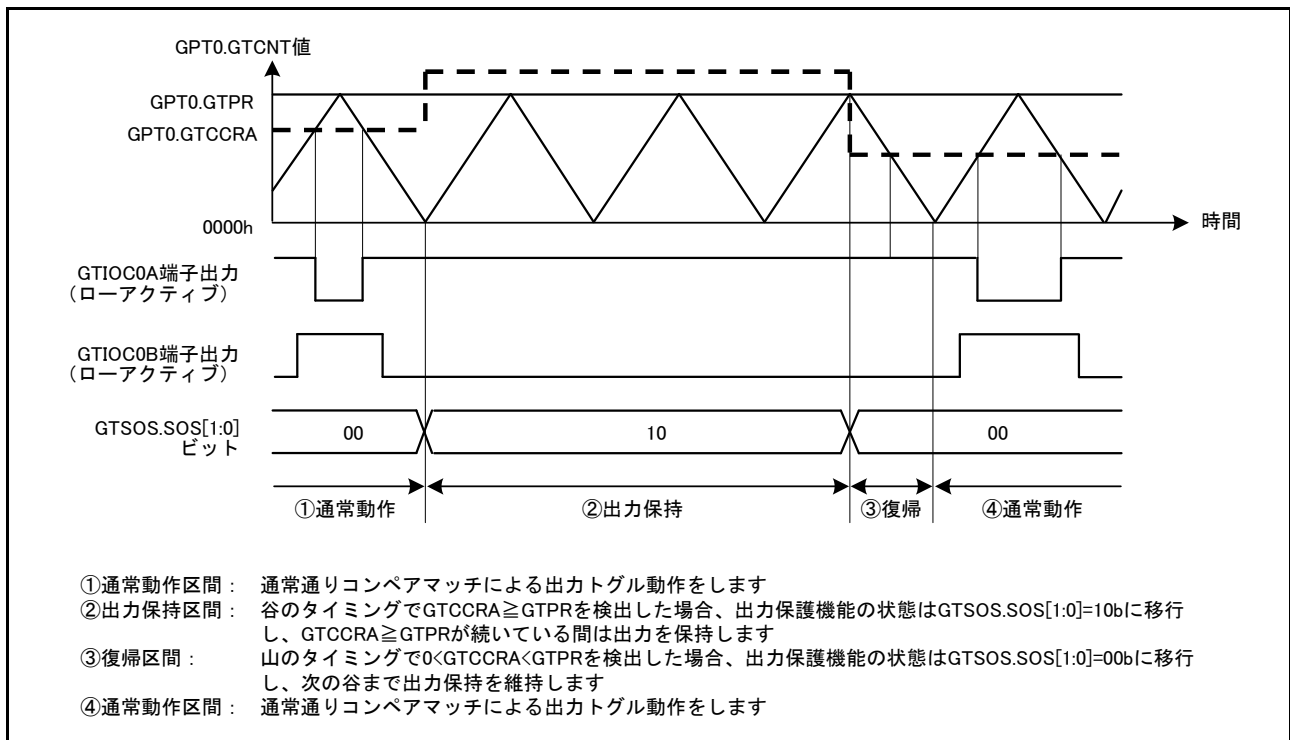 GPT0.GTCNT値
GPT0.GTPR
GPT0.GTCCRA
0000h
時間
GTIOC0A端子出力
（ローアクティブ）
GTIOC0B端子出力
（ローアクティブ）
GTSOS.SOS[1:0]
ビット
00
10
00
①通常動作
②出力保持
③復帰
④通常動作
①通常動作区間： 通常通りコンペアマッチによる出力トグル動作をします
②出力保持区間： 谷のタイミングでGTCCRA≧GTPRを検出した場合、出力保護機能の状態はGTSOS.SOS[1:0]=10bに移行
し、GTCCRA≧GTPRが続いている間は出力を保持します
③復帰区間： 山のタイミングで0<GTCCRA<GTPRを検出した場合、出力保護機能の状態はGTSOS.SOS[1:0]=00bに移行
し、次の谷まで出力保持を維持します
④通常動作区間： 通常通りコンペアマッチによる出力トグル動作をします